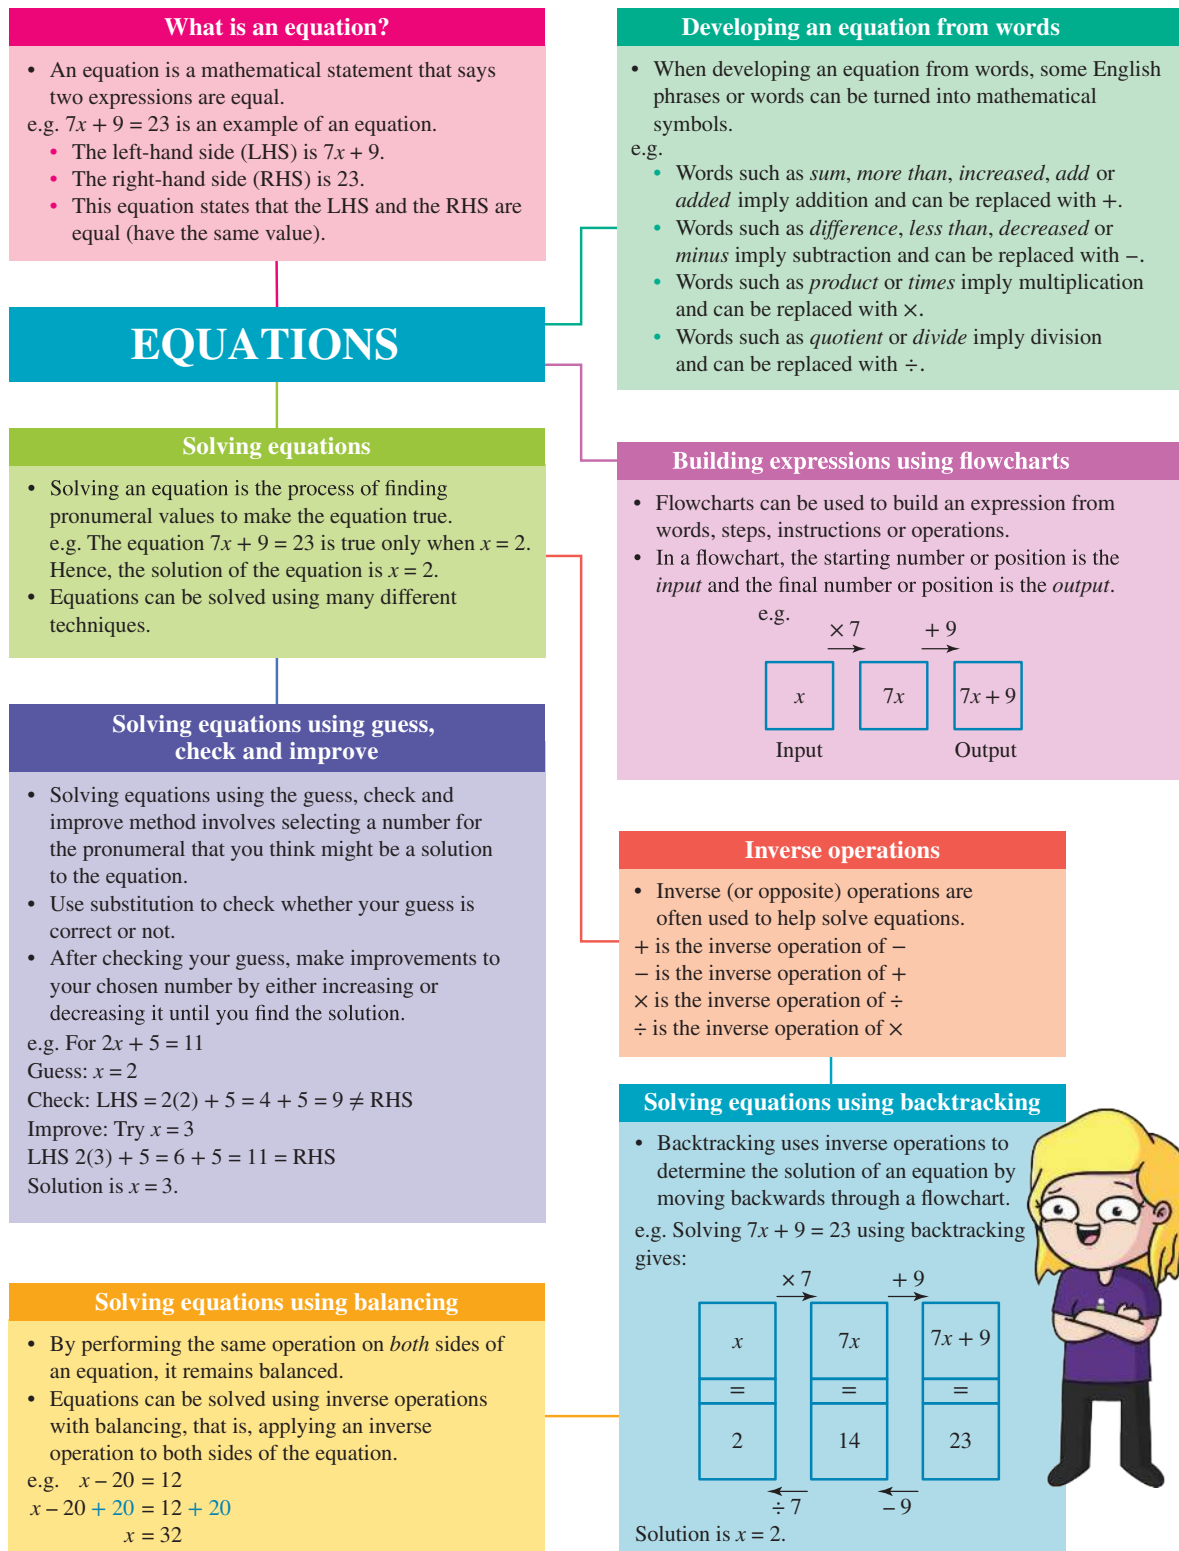 What is an equation?
• An equation is a mathematical statement that says
two expressions are equal.
e.g. 7x + 9 = 23 is an example of an equation.
• The left-hand side (LHS) is 7x + 9.
• The right-hand side (RHS) is 23.
• This equation states that the LHS and the RHS are
equal (have the same value).
Developing an equation from words
• When developing an equation from words, some English
phrases or words can be turned into mathematical
symbols.
e.g.
• Words such as sum, more than, increased, add or
added imply addition and can be replaced with +.
• Words such as difference, less than, decreased or
minus imply subtraction and can be replaced with −.
• Words such as product or times imply multiplication
and can be replaced with ×.
• Words such as quotient or divide imply division
and can be replaced with ÷.
EQUATIONS
Solving equations
• Solving an equation is the process of finding
pronumeral values to make the equation true.
e.g. The equation 7x + 9 = 23 is true only when x = 2.
Hence, the solution of the equation is x = 2.
• Equations can be solved using many different
techniques.
Building expressions using flowcharts
• Flowcharts can be used to build an expression from
words, steps, instructions or operations.
• In a flowchart, the starting number or position is the
input and the final number or position is the output.
e.g.
× 7 + 9
x 7x 7x + 9
Input Output
Solving equations using guess,
check and improve
• Solving equations using the guess, check and
improve method involves selecting a number for
the pronumeral that you think might be a solution
to the equation.
• Use substitution to check whether your guess is
correct or not.
• After checking your guess, make improvements to
your chosen number by either increasing or
decreasing it until you find the solution.
e.g. For 2x + 5 = 11
Guess: x = 2
Check: LHS = 2(2) + 5 = 4 + 5 = 9 ≠ RHS
Improve: Try x = 3
LHS 2(3) + 5 = 6 + 5 = 11 = RHS
Solution is x = 3.
Inverse operations
• Inverse (or opposite) operations are
often used to help solve equations.
+ is the inverse operation of −
− is the inverse operation of +
× is the inverse operation of ÷
÷ is the inverse operation of ×
Solving equations using backtracking
• Backtracking uses inverse operations to
determine the solution of an equation by
moving backwards through a flowchart.
e.g. Solving 7x + 9 = 23 using backtracking
gives:
× 7 + 9
x 7x 7x + 9
= = =
2 14 23
÷ 7 − 9
Solution is x = 2.
Solving equations using balancing
• By performing the same operation on both sides of
an equation, it remains balanced.
• Equations can be solved using inverse operations
with balancing, that is, applying an inverse
operation to both sides of the equation.
e.g. x − 20 = 12
x − 20 + 20 = 12 + 20
x = 32